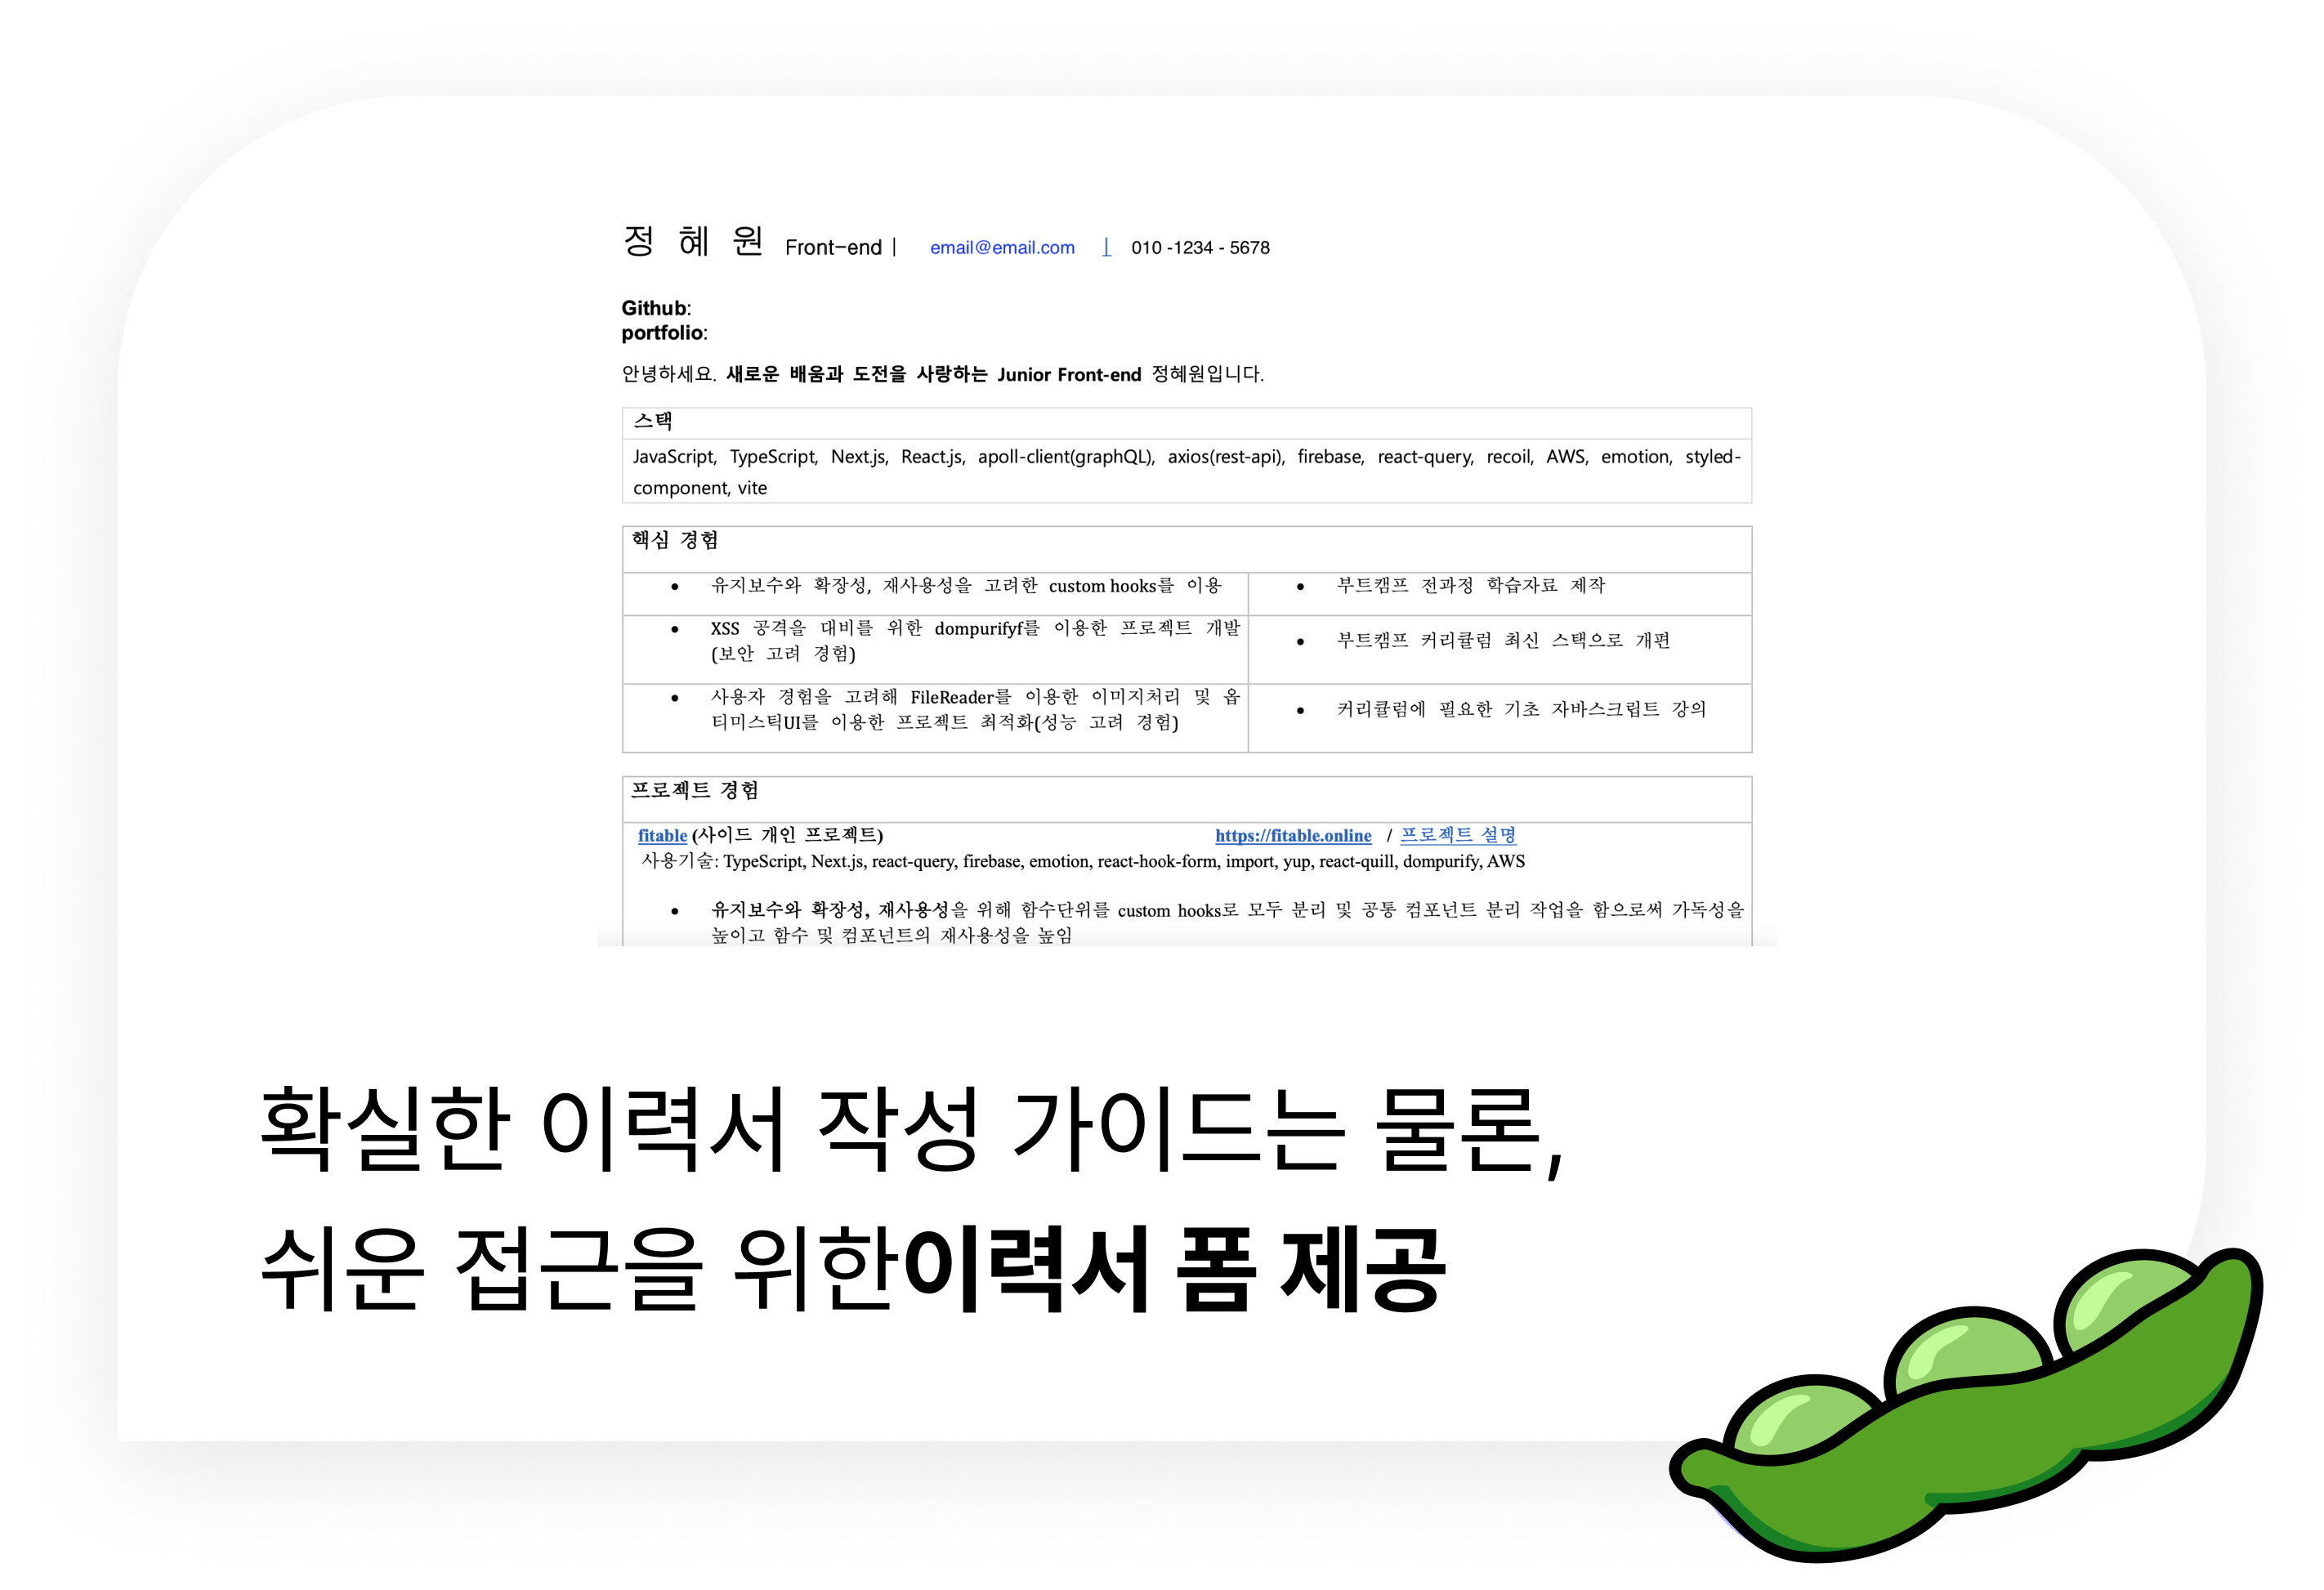 정 혜 원 Front-end | email@email.com | 010 -1234 - 5678
Github:
portfolio:
안녕하세요. 새로운 배움과 도전을 사랑하는 Junior Front-end 정혜원입니다.
스택
JavaScript, TypeScript, Next.js, React.js, apoll-client(graphQL), axios(rest-api), firebase, react-query, recoil, AWS, emotion, styled-
component, vite
핵심 경험
• 유지보수와 확장성, 재사용성을 고려한 custom hooks를 이용
• 부트캠프 전과정 학습자료 제작
• XSS 공격을 대비를 위한 dompurifyf를 이용한 프로젝트 개발
(보안 고려 경험)
• 부트캠프 커리큘럼 최신 스택으로 개편
• 사용자 경험을 고려해 FileReader를 이용한 이미지처리 및 옵
티미스틱UI를 이용한 프로젝트 최적화(성능 고려 경험)
• 커리큘럼에 필요한 기초 자바스크립트 강의
프로젝트 경험
fitable (사이드 개인 프로젝트) https://fitable.online / 프로젝트 설명
사용기술: TypeScript, Next.js, react-query, firebase, emotion, react-hook-form, import, yup, react-quill, dompurify, AWS
• 유지보수와 확장성, 재사용성을 위해 함수단위를 custom hooks로 모두 분리 및 공통 컴포넌트 분리 작업을 함으로써 가독성을
높이고 함수 및 컴포넌트의 재사용성을 높임
확실한 이력서 작성 가이드는 물론,
쉬운 접근을 위한이력서 폼 제공